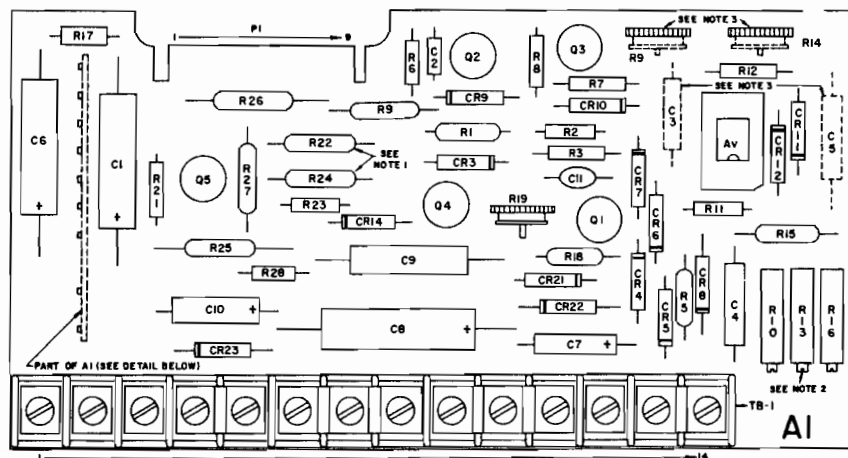 R17
1 P1 9
SEE NOTE 3
R9
R14
R6
C2
Q2
R8
Q3
R7
R12
CR9
CR10
SEE NOTE 3
C6
C1
R26
R9
C3
Av
CR11
C5
R22
R1
R2
CR12
SEE
NOTE 1
R24
CR3
R3
R21
Q5
R27
C11
CR7
R23
Q4
R19
Q1
R11
CR14
CR6
R25
R15
C9
R18
R28
CR21
CR4
R5
CR8
C4
R10
R13
R16
C10 +
C8 +
CR22
CR5
+
+
CR23
C7 +
PART OF A1 (SEE DETAIL BELOW)
SEE NOTE 2
TB-1
A1
1 14